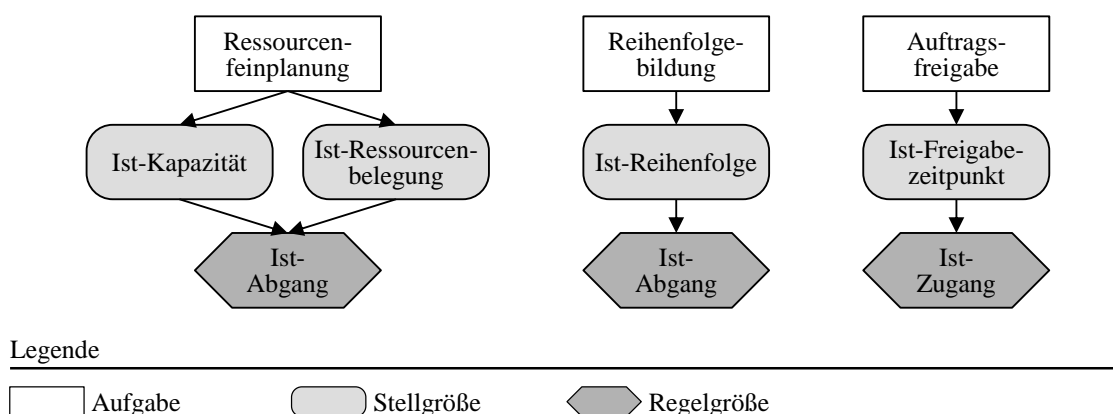 Ressourcen-
feinplanung
Reihenfolge-
bildung
Auftrags-
freigabe
Ist-Kapazität
Ist-Ressourcen-
belegung
Ist-Reihenfolge
Ist-Freigabe-
zeitpunkt
Ist-
Abgang
Ist-
Abgang
Ist-
Zugang
Legende
Aufgabe
Stellgröße
Regelgröße